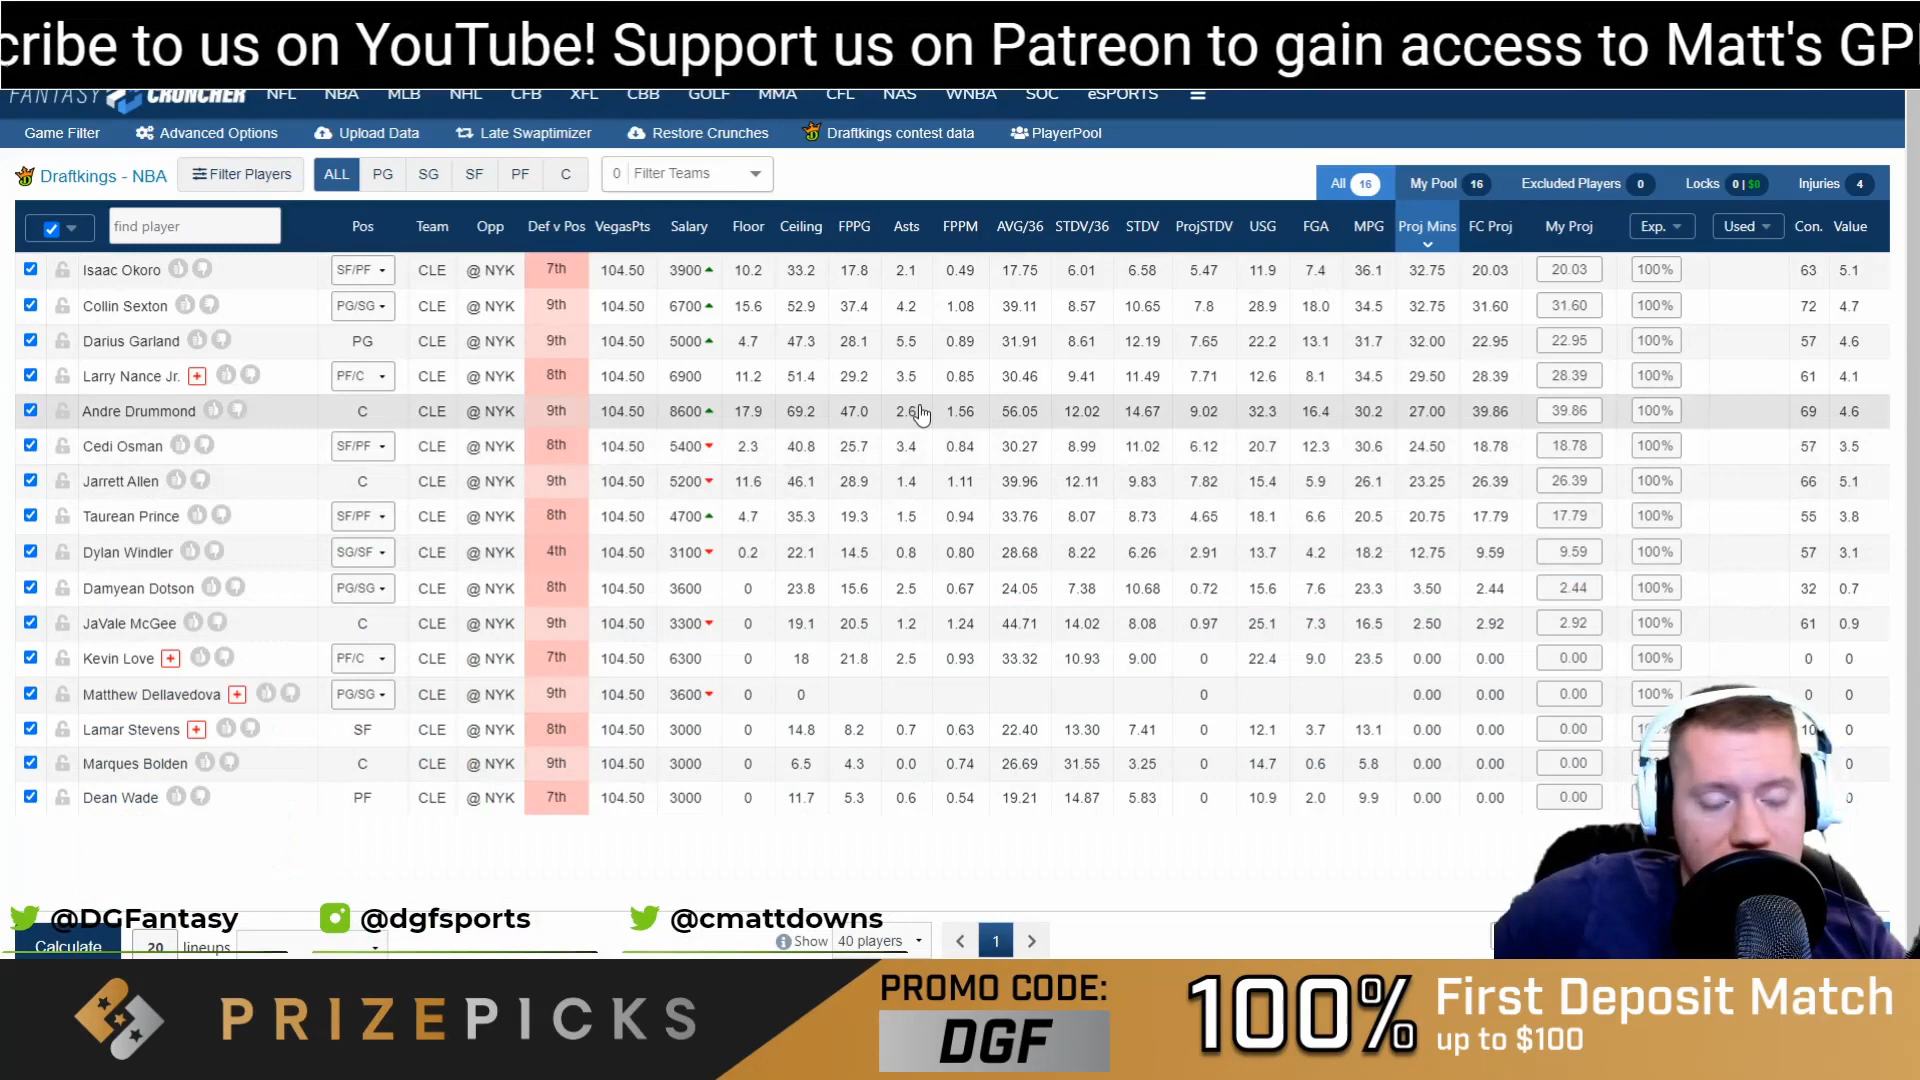 cribe to us on YouTube! Support us on Patreon to gain access to Matt's GP
FANTASY CRUNCHER NFL NBA MLB NHL CFB XFL CBB GOLF MMA CFL NAS WNBA SOC eSPORTS
Game Filter Advanced Options Upload Data Late Swaptimizer Restore Crunches Draftkings contest data PlayerPool
Draftkings - NBA Filter Players ALL PG SG SF PF C 0 Filter Teams
All 16 My Pool 16 Excluded Players 0 Locks 0 | $0 Injuries 4
find player Pos Team Opp Def v Pos VegasPts Salary Floor Ceiling FPPG Asts FPPM AVG/36 STDV/36 STDV ProjSTDV USG FGA MPG Proj Mins FC Proj My Proj Exp. Used Con. Value
Isaac Okoro SF/PF CLE @ NYK 7th 104.50 3900 10.2 33.2 17.8 2.1 0.49 17.75 6.01 6.58 5.47 11.9 7.4 36.1 32.75 20.03 20.03 100% 63 5.1
Collin Sexton PG/SG CLE @ NYK 9th 104.50 6700 15.6 52.9 37.4 4.2 1.08 39.11 8.57 10.65 7.8 28.9 18.0 34.5 32.75 31.60 31.60 100% 72 4.7
Darius Garland PG CLE @ NYK 9th 104.50 5000 4.7 47.3 28.1 5.5 0.89 31.91 8.61 12.19 7.65 22.2 13.1 31.7 32.00 22.95 22.95 100% 57 4.6
Larry Nance Jr. PF/C CLE @ NYK 8th 104.50 6900 11.2 51.4 29.2 3.5 0.85 30.46 9.41 11.49 7.71 12.6 8.1 34.5 29.50 28.39 28.39 100% 61 4.1
Andre Drummond C CLE @ NYK 9th 104.50 8600 17.9 69.2 47.0 2.6 1.56 56.05 12.02 14.67 9.02 32.3 16.4 30.2 27.00 39.86 39.86 100% 69 4.6
Cedi Osman SF/PF CLE @ NYK 8th 104.50 5400 2.3 40.8 25.7 3.4 0.84 30.27 8.99 11.02 6.12 20.7 12.3 30.6 24.50 18.78 18.78 100% 57 3.5
Jarrett Allen C CLE @ NYK 9th 104.50 5200 11.6 46.1 28.9 1.4 1.11 39.96 12.11 9.83 7.82 15.4 5.9 26.1 23.25 26.39 26.39 100% 66 5.1
Taurean Prince SF/PF CLE @ NYK 8th 104.50 4700 4.7 35.3 19.3 1.5 0.94 33.76 8.07 8.73 4.65 18.1 6.6 20.5 20.75 17.79 17.79 100% 55 3.8
Dylan Windler SG/SF CLE @ NYK 4th 104.50 3100 0.2 22.1 14.5 0.8 0.80 28.68 8.22 6.26 2.91 13.7 4.2 18.2 12.75 9.59 9.59 100% 57 3.1
Damyean Dotson PG/SG CLE @ NYK 8th 104.50 3600 0 23.8 15.6 2.5 0.67 24.05 7.38 10.68 0.72 15.6 7.6 23.3 3.50 2.44 2.44 100% 32 0.7
JaVale McGee C CLE @ NYK 9th 104.50 3300 0 19.1 20.5 1.2 1.24 44.71 14.02 8.08 0.97 25.1 7.3 16.5 2.50 2.92 2.92 100% 61 0.9
Kevin Love PF/C CLE @ NYK 7th 104.50 6300 0 18 21.8 2.5 0.93 33.32 10.93 9.00 0 22.4 9.0 23.5 0.00 0.00 0.00 100% 0 0
Matthew Dellavedova PG/SG CLE @ NYK 9th 104.50 3600 0 0 0 0.00 0.00 0.00 100% 0 0
Lamar Stevens SF CLE @ NYK 8th 104.50 3000 0 14.8 8.2 0.7 0.63 22.40 13.30 7.41 0 12.1 3.7 13.1 0.00 0.00 0.00 0
Marques Bolden C CLE @ NYK 9th 104.50 3000 0 6.5 4.3 0.0 0.74 26.69 31.55 3.25 0 14.7 0.6 5.8 0.00 0.00 0.00 0
Dean Wade PF CLE @ NYK 7th 104.50 3000 0 11.7 5.3 0.6 0.54 19.21 14.87 5.83 0 10.9 2.0 9.9 0.00 0.00 0.00 0
@DGFantasy @dgfsports @cmattdowns
Calculate 20 lineups Show 40 players 1
PRIZEPICKS PROMO CODE: DGF 100% First Deposit Match up to $100